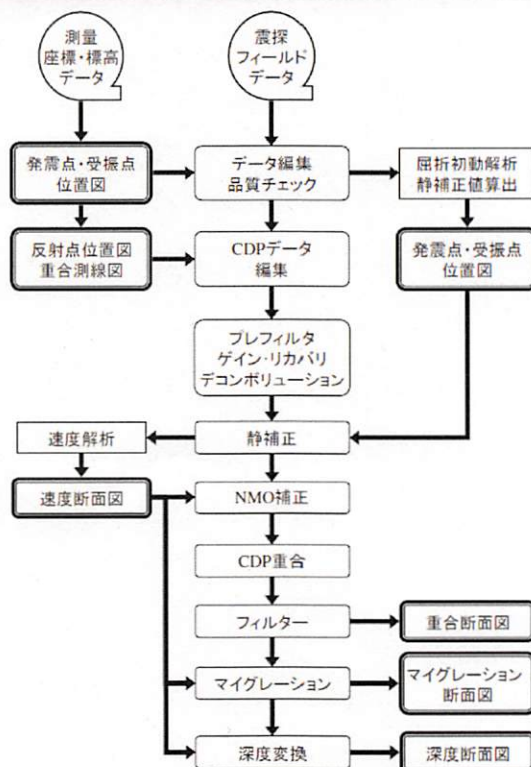 測量
座標・標高
データ
震探
フィールド
データ
発震点・受振点
位置図
データ編集
品質チェック
屈折初動解析
静補正値算出
反射点位置図
重合測線図
CDPデータ
編集
発震点・受振点
位置図
プレフィルタ
ゲイン・リカバリ
デコンボリューション
速度解析
静補正
速度断面図
NMO補正
CDP重合
フィルター
重合断面図
マイグレーション
マイグレーション
断面図
深度変換
深度断面図